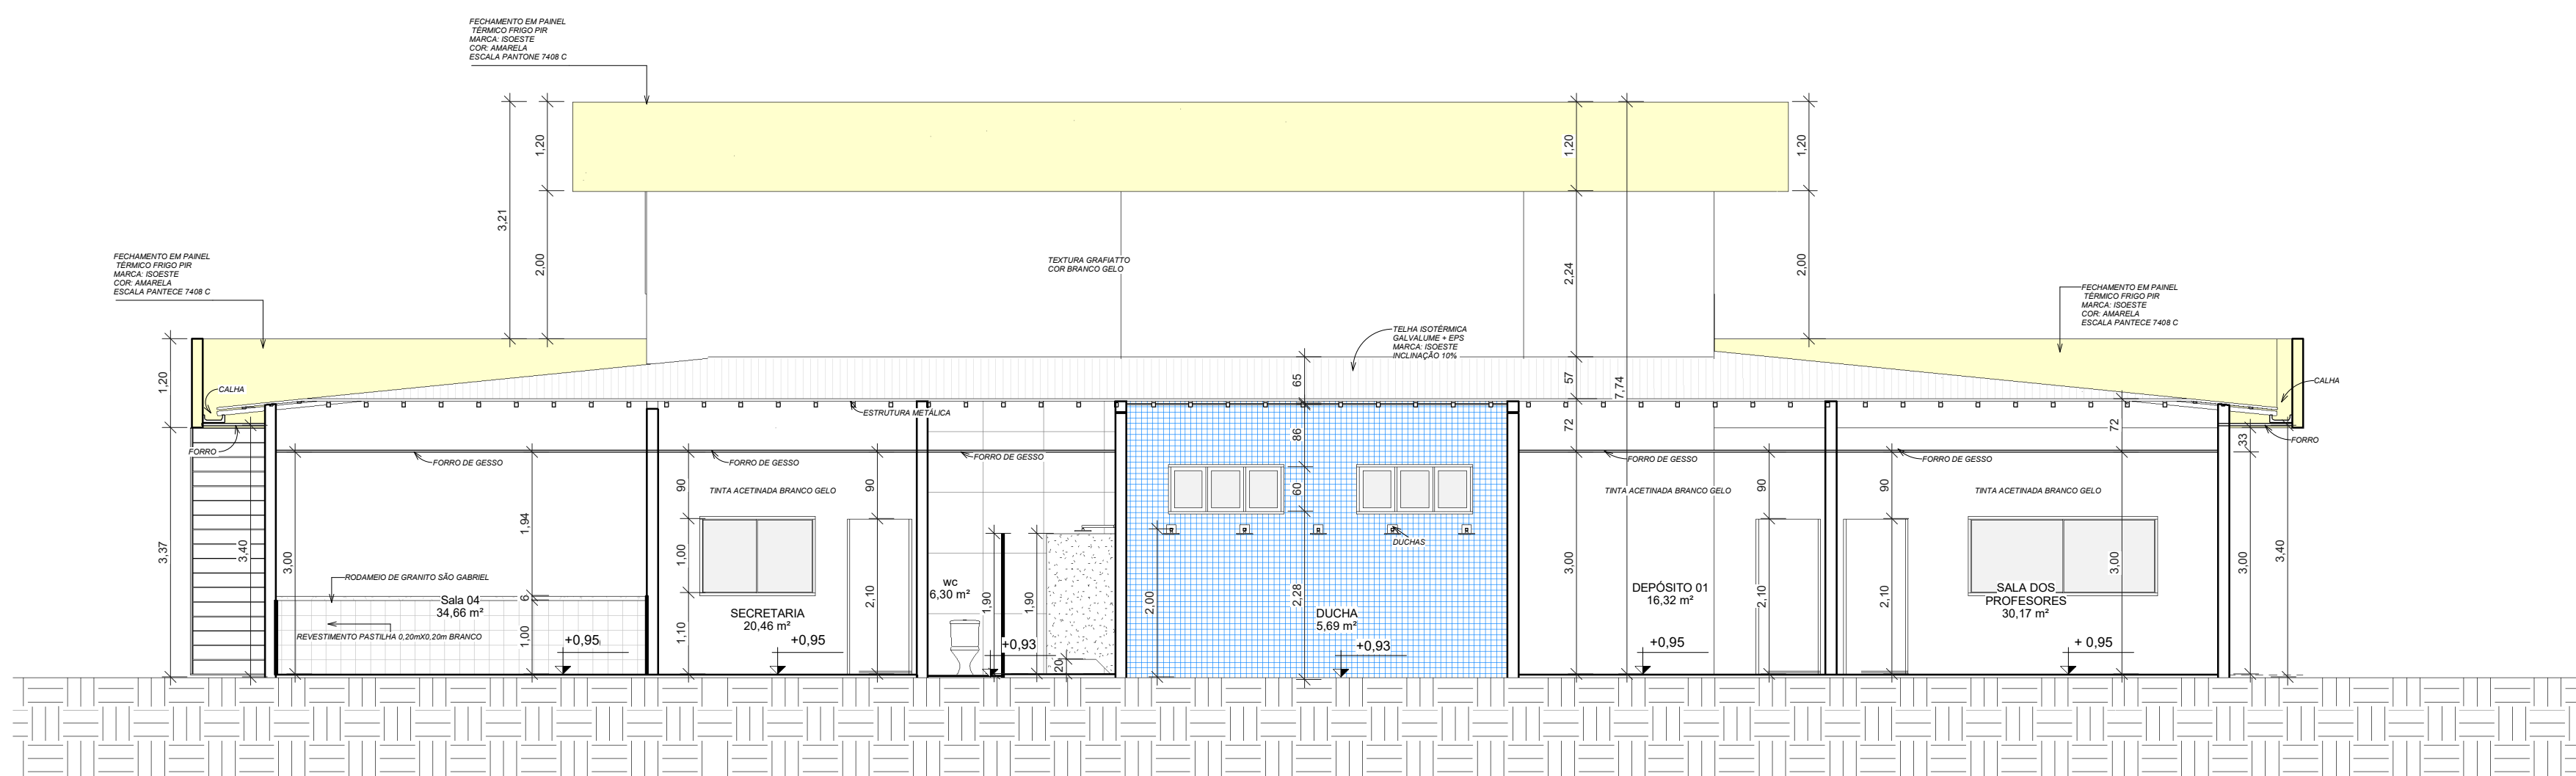 FECHAMENTO EM PAINEL
TÉRMICO FRIGO PIR
MARCA: ISOESTE
COR: AMARELA
ESCALA PANTONE 7408 C
3,21
1,20
2,00
1,20
2,24
57
7,74
1,20
2,00
FECHAMENTO EM PAINEL
TÉRMICO FRIGO PIR
MARCA: ISOESTE
COR: AMARELA
ESCALA PANTECE 7408 C
TEXTURA GRAFIATTO
COR BRANCO GELO
TELHA ISOTÉRMICA
GALVALUME + EPS
MARCA: ISOESTE
INCLINAÇÃO 10%
FECHAMENTO EM PAINEL
TÉRMICO FRIGO PIR
MARCA: ISOESTE
COR: AMARELA
ESCALA PANTECE 7408 C
1,20
3,37
CALHA
FORRO
3,40
3,00
FORRO DE GESSO
1,94
6
1,00
RODAMEIO DE GRANITO SÃO GABRIEL
Sala 04
34,66 m²
REVESTIMENTO PASTILHA 0,20mX0,20m BRANCO
+0,95
FORRO DE GESSO
TINTA ACETINADA BRANCO GELO
90
1,00
1,10
90
2,10
SECRETARIA
20,46 m²
+0,95
ESTRUTURA METÁLICA
FORRO DE GESSO
wc
6,30 m²
1,90
1,90
+0,93
20
65
86
60
2,28
2,00
DUCHAS
DUCHA
5,69 m²
+0,93
72
3,00
FORRO DE GESSO
TINTA ACETINADA BRANCO GELO
DEPÓSITO 01
16,32 m²
+0,95
90
2,10
90
2,10
FORRO DE GESSO
TINTA ACETINADA BRANCO GELO
72
3,00
SALA DOS
PROFESORES
30,17 m²
+ 0,95
33
3,00
3,40
CALHA
FORRO